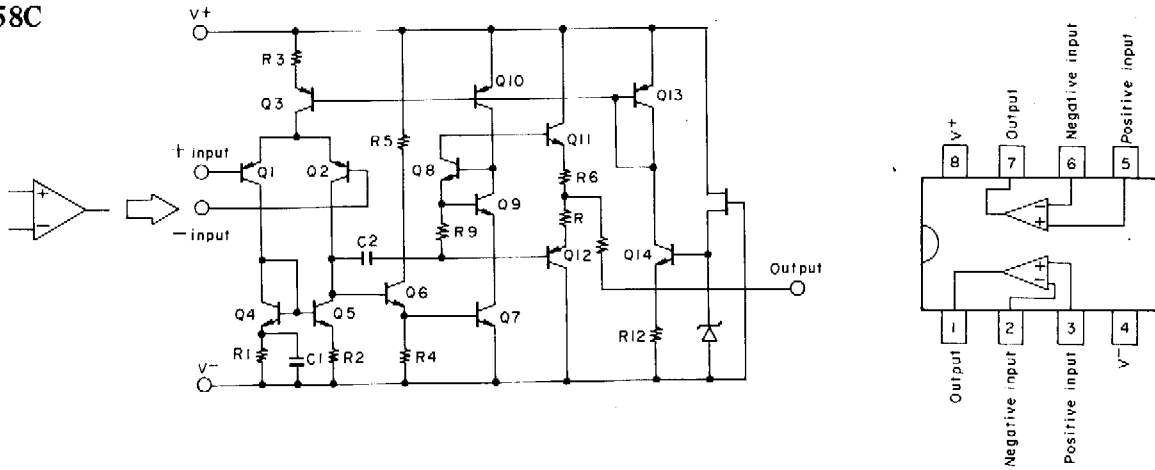 58C
V+
R3
Q3
Q10
Q13
+ input
Q1
Q2
R5
Q8
Q11
R6
Q9
R
R9
- input
C2
Q12
Q14
Output
Q4
Q5
Q6
Q7
R1
C1
R2
R4
R12
V-
+
-
V+
Output
Negative input
Positive input
8
7
6
5
-
+
+
-
1
2
3
4
Output
Negative input
Positive input
V-